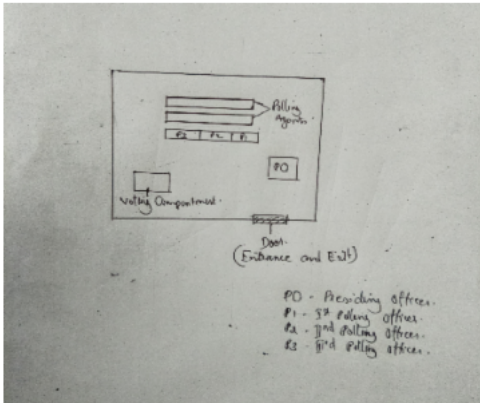 Polling
Agents
P3 P2 P1
PO
Voting Compartment.
Door.
(Entrance and Exit)
PO - Presiding officer.
P1 - Ist Polling officer.
P2 - IInd Polling officer.
P3 - IIIrd Polling officer.